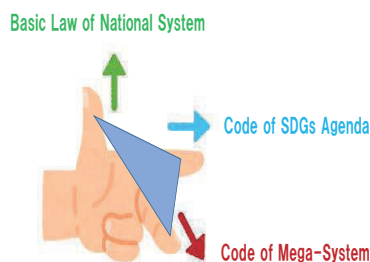 Basic Law of National System
Code of SDGs Agenda
Code of Mega-System